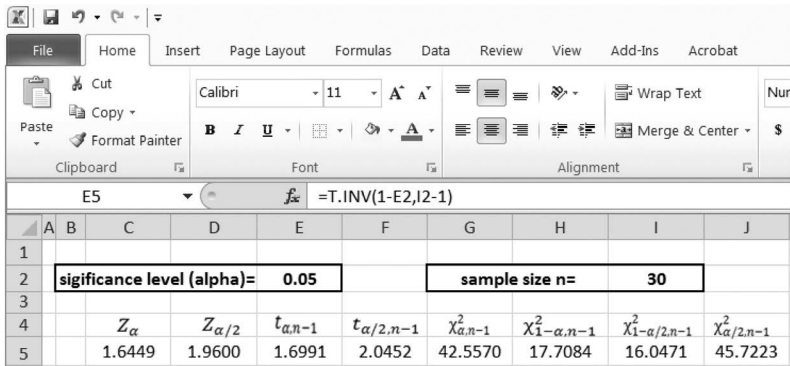 File Home Insert Page Layout Formulas Data Review View Add-Ins Acrobat
Cut
Copy
Format Painter
Paste
Calibri 11 A A
B I U A
Wrap Text
Merge & Center
Nur
$
Clipboard Font Alignment
E5 fx =T.INV(1-E2,I2-1)
A B C D E F G H I J
1
2 sigificance level (alpha)= 0.05 sample size n= 30
3
4 Zα Zα/2 tα,n−1 tα/2,n−1 χ²α,n−1 χ²1−α,n−1 χ²1−α/2,n−1 χ²α/2,n−1
5 1.6449 1.9600 1.6991 2.0452 42.5570 17.7084 16.0471 45.7223